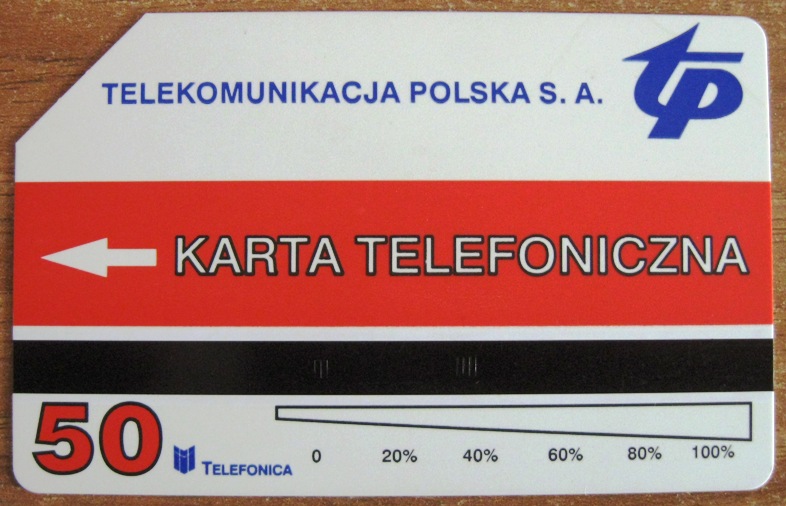 TELEKOMUNIKACJA POLSKA S. A.
tp
KARTA TELEFONICZNA
50
TELEFONICA
0 20% 40% 60% 80% 100%